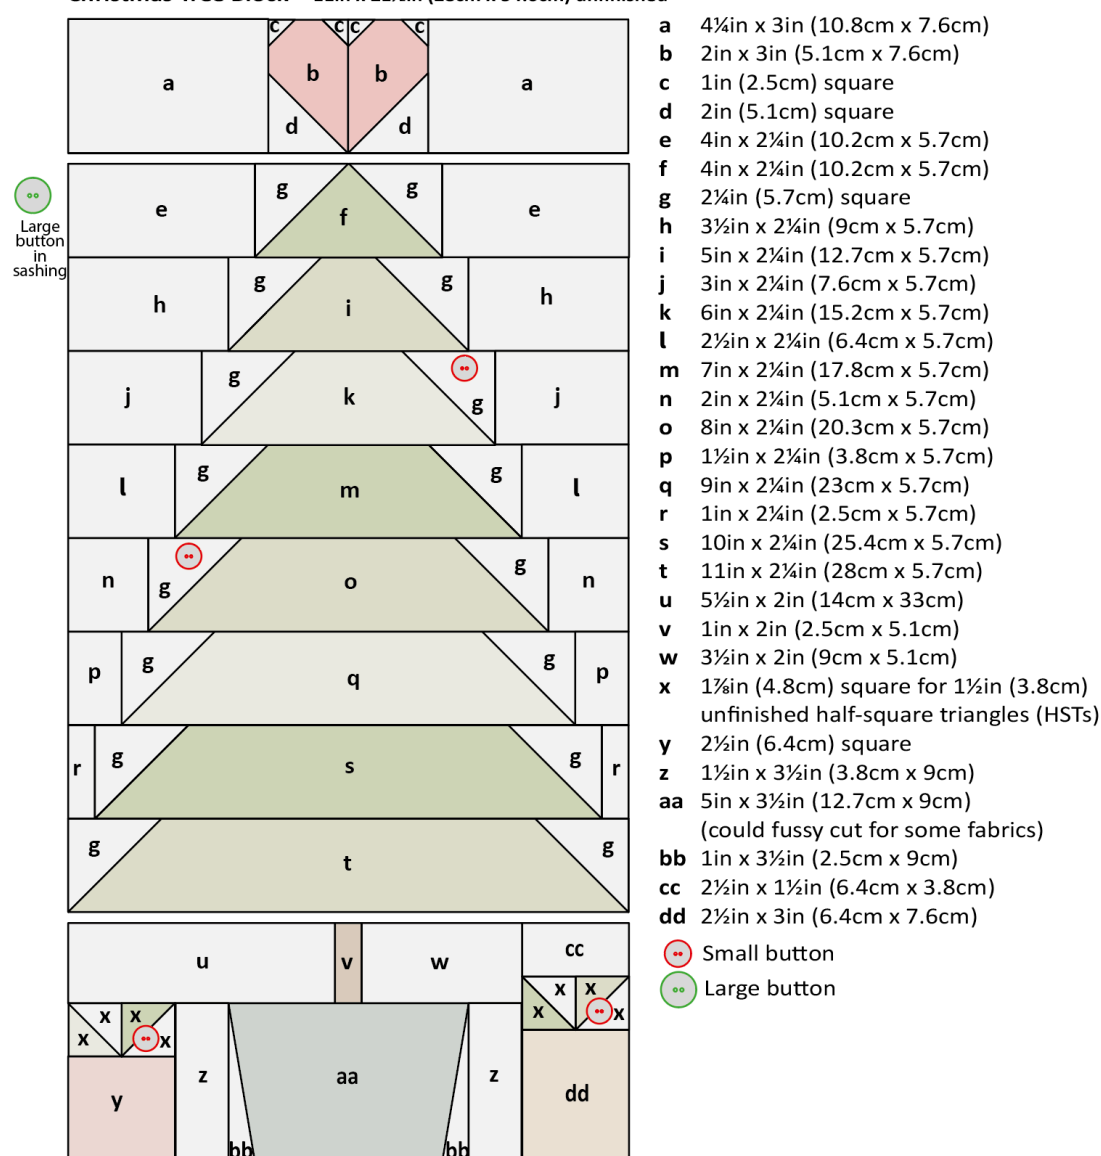 a
c
c
c
c
b
b
d
d
a
Large
button
in
sashing
e
g
f
g
e
h
g
i
g
h
j
g
k
g
j
l
g
m
g
l
n
g
o
g
n
p
g
q
g
p
r
g
s
g
r
g
t
g
u
v
w
cc
x
x
x
x
y
z
bb
aa
bb
z
x
x
x
x
dd
a 4¼in x 3in (10.8cm x 7.6cm)
b 2in x 3in (5.1cm x 7.6cm)
c 1in (2.5cm) square
d 2in (5.1cm) square
e 4in x 2¼in (10.2cm x 5.7cm)
f 4in x 2¼in (10.2cm x 5.7cm)
g 2¼in (5.7cm) square
h 3½in x 2¼in (9cm x 5.7cm)
i 5in x 2¼in (12.7cm x 5.7cm)
j 3in x 2¼in (7.6cm x 5.7cm)
k 6in x 2¼in (15.2cm x 5.7cm)
l 2½in x 2¼in (6.4cm x 5.7cm)
m 7in x 2¼in (17.8cm x 5.7cm)
n 2in x 2¼in (5.1cm x 5.7cm)
o 8in x 2¼in (20.3cm x 5.7cm)
p 1½in x 2¼in (3.8cm x 5.7cm)
q 9in x 2¼in (23cm x 5.7cm)
r 1in x 2¼in (2.5cm x 5.7cm)
s 10in x 2¼in (25.4cm x 5.7cm)
t 11in x 2¼in (28cm x 5.7cm)
u 5½in x 2in (14cm x 33cm)
v 1in x 2in (2.5cm x 5.1cm)
w 3½in x 2in (9cm x 5.1cm)
x 1⅞in (4.8cm) square for 1½in (3.8cm)
unfinished half-square triangles (HSTs)
y 2½in (6.4cm) square
z 1½in x 3½in (3.8cm x 9cm)
aa 5in x 3½in (12.7cm x 9cm)
(could fussy cut for some fabrics)
bb 1in x 3½in (2.5cm x 9cm)
cc 2½in x 1½in (6.4cm x 3.8cm)
dd 2½in x 3in (6.4cm x 7.6cm)
Small button
Large button